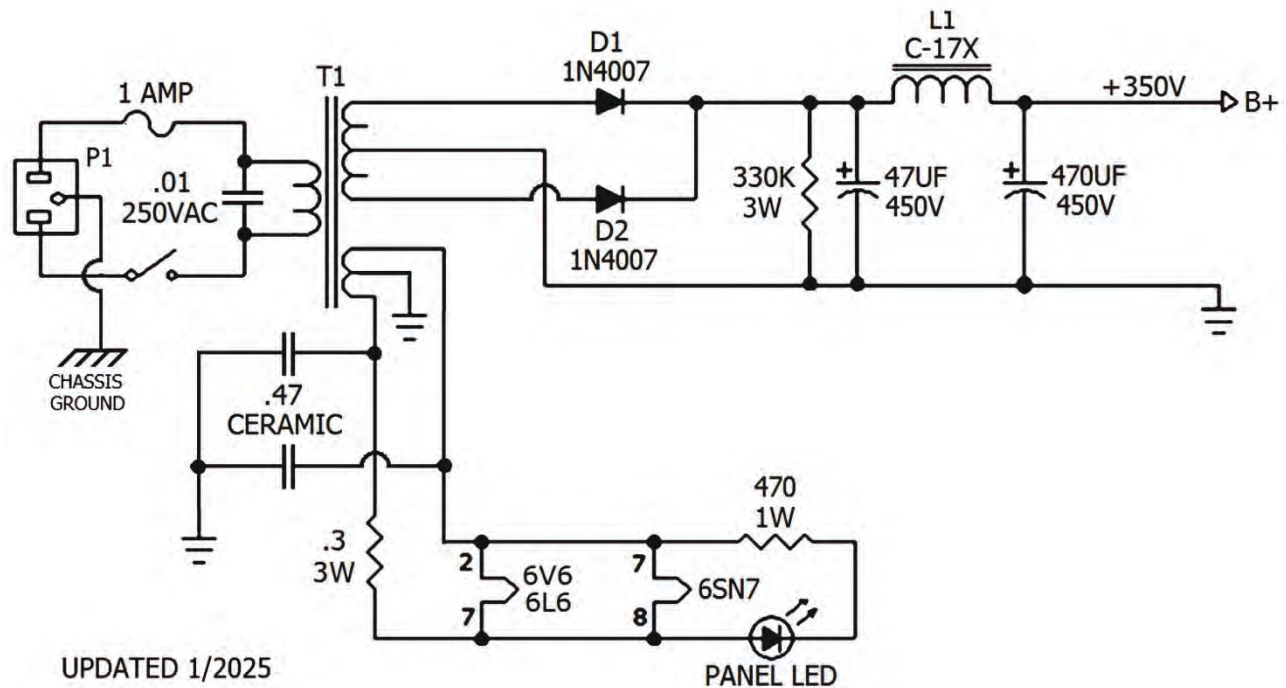 L1
C-17X
D1
1N4007
T1
1 AMP
+350V
B+
P1
.01
250VAC
330K
3W
+
47UF
450V
+
470UF
450V
D2
1N4007
CHASSIS
GROUND
.47
CERAMIC
470
1W
.3
3W
2
7
6V6
6L6
7
8
6SN7
UPDATED 1/2025
PANEL LED